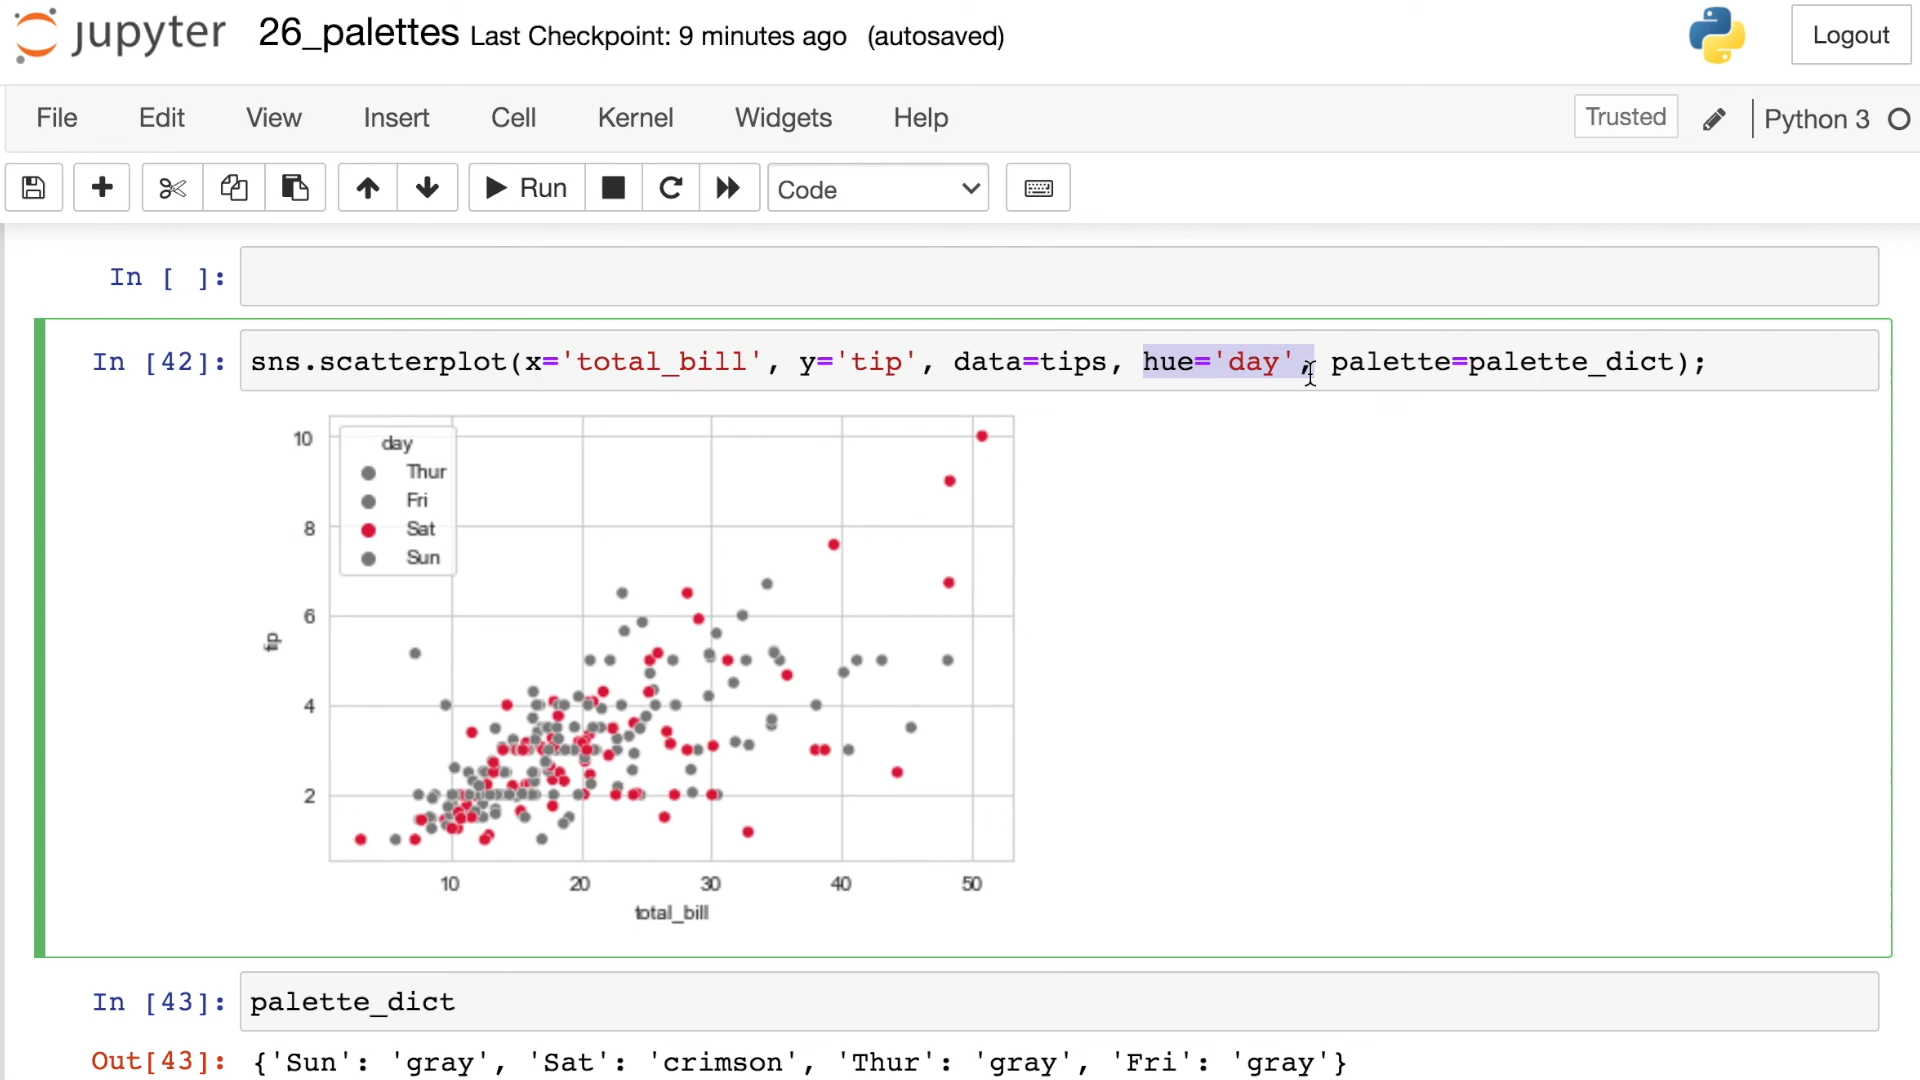 jupyter 26_palettes Last Checkpoint: 9 minutes ago (autosaved) Logout
File Edit View Insert Cell Kernel Widgets Help Trusted Python 3
Run Code
In [ ]:
In [42]: sns.scatterplot(x='total_bill', y='tip', data=tips, hue='day', palette=palette_dict);
day
Thur
Fri
Sat
Sun
10
8
6
4
2
tip
10 20 30 40 50
total_bill
In [43]: palette_dict
Out[43]: {'Sun': 'gray', 'Sat': 'crimson', 'Thur': 'gray', 'Fri': 'gray'}